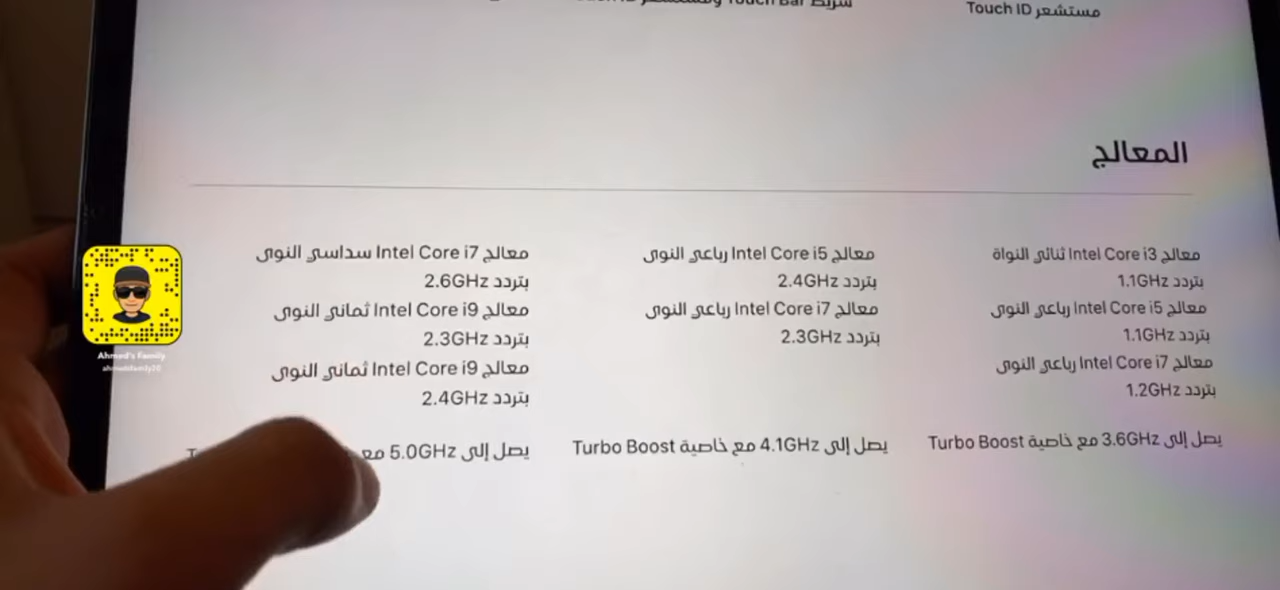 مستشعر Touch ID
شريط Touch Bar ومستشعر
المعالج
معالج Intel Core i3 ثنائي النواة
بتردد 1.1GHz
معالج Intel Core i5 رباعي النوى
بتردد 1.1GHz
معالج Intel Core i7 رباعي النوى
بتردد 1.2GHz
يصل إلى 3.6GHz مع خاصية Turbo Boost
معالج Intel Core i5 رباعي النوى
بتردد 2.4GHz
معالج Intel Core i7 رباعي النوى
بتردد 2.3GHz
يصل إلى 4.1GHz مع خاصية Turbo Boost
معالج Intel Core i7 سداسي النوى
بتردد 2.6GHz
معالج Intel Core i9 ثماني النوى
بتردد 2.3GHz
معالج Intel Core i9 ثماني النوى
بتردد 2.4GHz
يصل إلى 5.0GHz مع
Ahmed's Family